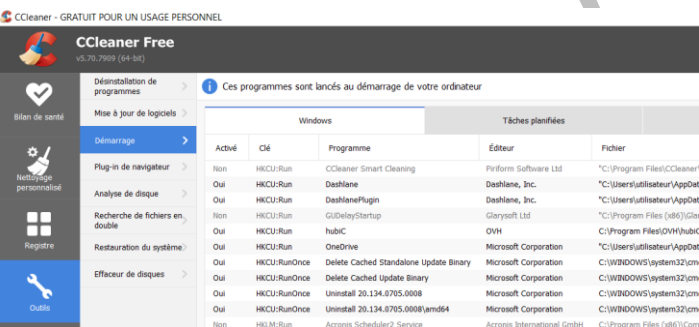 CCleaner - GRATUIT POUR UN USAGE PERSONNEL
CCleaner Free
v5.70.7909 (64-bit)
Bilan de santé
Nettoyage
personnalisé
Registre
Outils
Désinstallation de
programmes
Mise à jour de logiciels
Démarrage
Plug-in de navigateur
Analyse de disque
Recherche de fichiers en
double
Restauration du système
Effaceur de disques
Ces programmes sont lancés au démarrage de votre ordinateur
Windows Tâches planifiées
Activé Clé Programme Éditeur Fichier
Non HKCU:Run CCleaner Smart Cleaning Piriform Software Ltd "C:\Program Files\CCleaner\
Oui HKCU:Run Dashlane Dashlane, Inc. "C:\Users\utilisateur\AppDat
Oui HKCU:Run DashlanePlugin Dashlane, Inc. "C:\Users\utilisateur\AppDat
Non HKCU:Run GUDelayStartup Glarysoft Ltd "C:\Program Files (x86)\Glar
Oui HKCU:Run hubiC OVH C:\Program Files\OVH\hubiC
Oui HKCU:Run OneDrive Microsoft Corporation "C:\Users\utilisateur\AppDat
Oui HKCU:RunOnce Delete Cached Standalone Update Binary Microsoft Corporation C:\WINDOWS\system32\cm
Oui HKCU:RunOnce Delete Cached Update Binary Microsoft Corporation C:\WINDOWS\system32\cm
Oui HKCU:RunOnce Uninstall 20.134.0705.0008 Microsoft Corporation C:\WINDOWS\system32\cm
Oui HKCU:RunOnce Uninstall 20.134.0705.0008\amd64 Microsoft Corporation C:\WINDOWS\system32\cm
Non HKLM:Run Acronis Scheduler2 Service Acronis International GmbH "C:\Program Files (x86)\Com